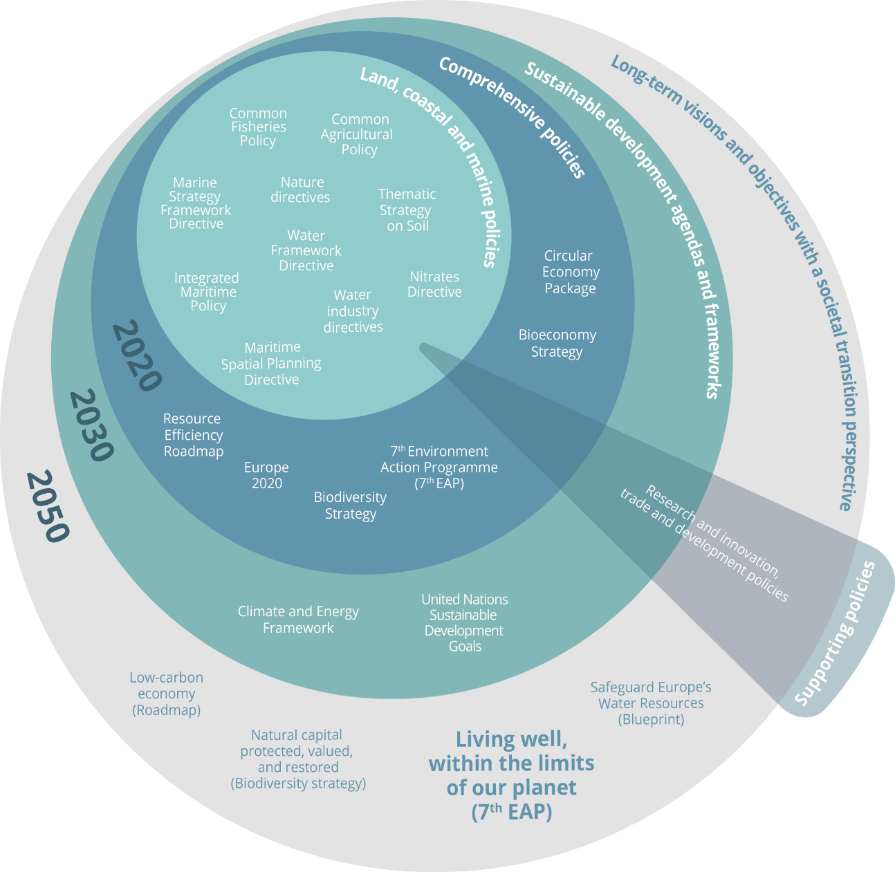 Long-term visions and objectives with a societal transition perspective
Sustainable development agendas and frameworks
Comprehensive policies
Land, coastal and marine policies
Common
Fisheries
Policy
Common
Agricultural
Policy
Marine
Strategy
Framework
Directive
Nature
directives
Thematic
Strategy
on Soil
Water
Framework
Directive
Integrated
Maritime
Policy
Water
industry
directives
Nitrates
Directive
Maritime
Spatial Planning
Directive
Circular
Economy
Package
Bioeconomy
Strategy
2020
Resource
Efficiency
Roadmap
Europe
2020
Biodiversity
Strategy
7th Environment
Action Programme
(7th EAP)
2030
Climate and Energy
Framework
United Nations
Sustainable
Development
Goals
2050
Low-carbon
economy
(Roadmap)
Natural capital
protected, valued,
and restored
(Biodiversity strategy)
Living well,
within the limits
of our planet
(7th EAP)
Safeguard Europe's
Water Resources
(Blueprint)
Research and innovation,
trade and development policies
Supporting policies